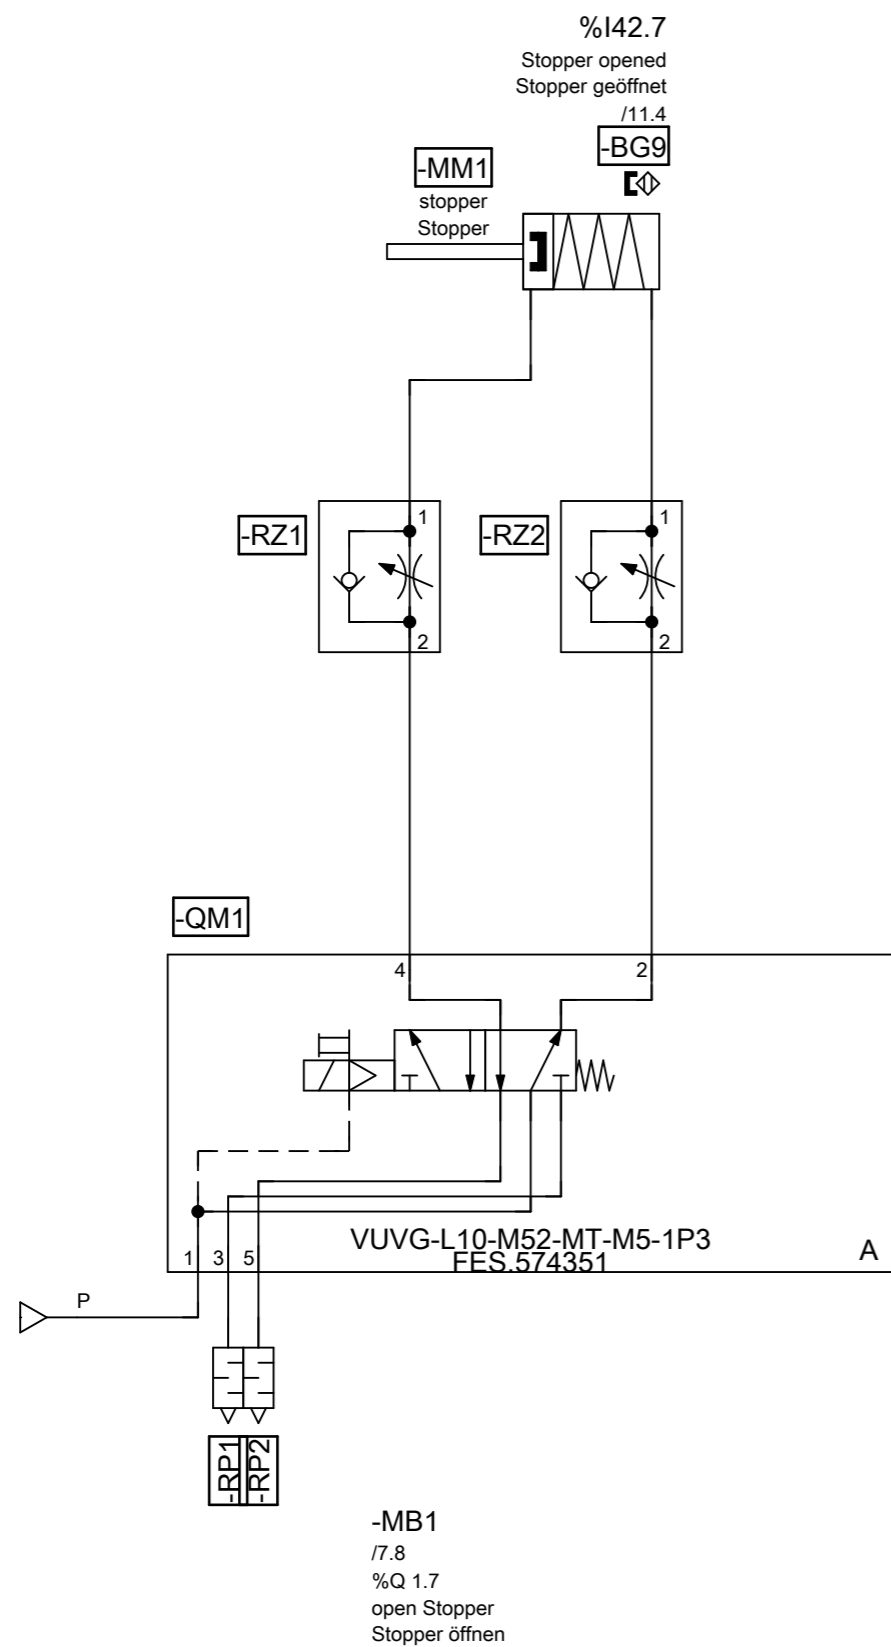 %I42.7
Stopper opened
Stopper geöffnet
/11.4
-BG9
-MM1
stopper
Stopper
-RZ1
1
2
-RZ2
1
2
-QM1
4
2
VUVG-L10-M52-MT-M5-1P3
FES.574351
A
1
3
5
P
-RP1
-RP2
-MB1
/7.8
%Q 1.7
open Stopper
Stopper öffnen